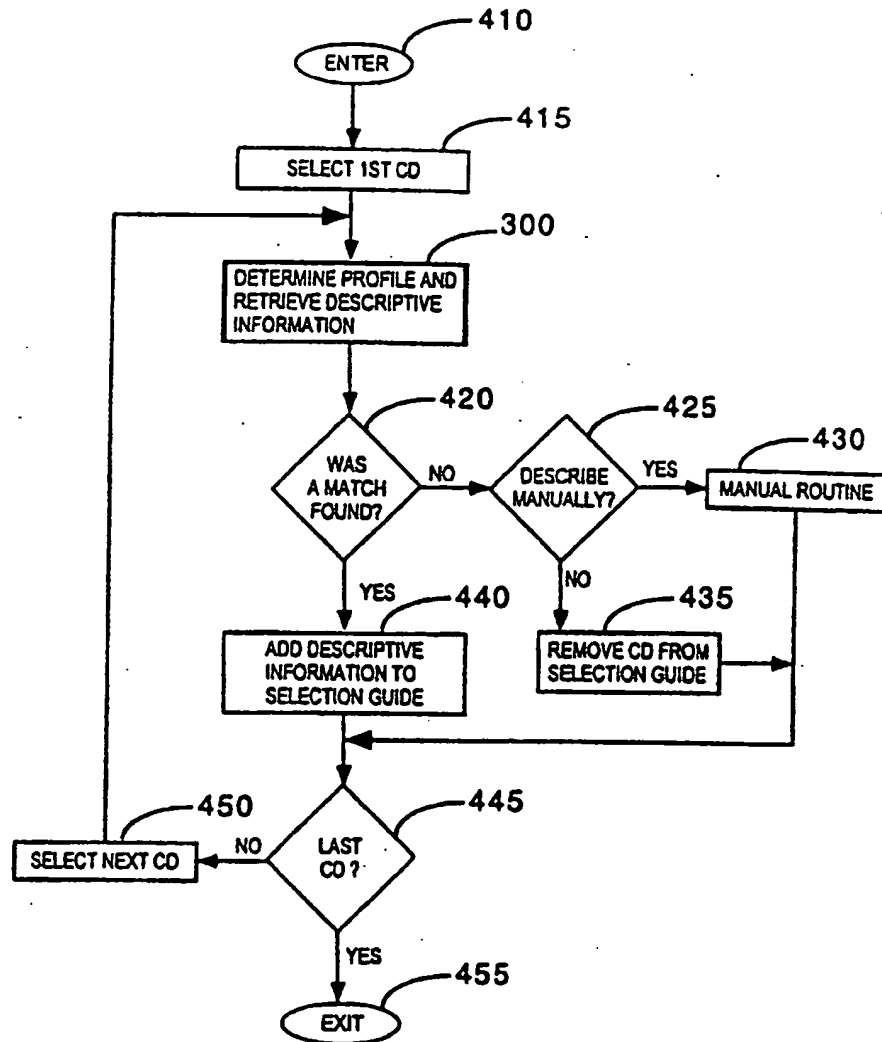 410
ENTER
415
SELECT 1ST CD
300
DETERMINE PROFILE AND
RETRIEVE DESCRIPTIVE
INFORMATION
420
WAS
A MATCH
FOUND?
NO
425
DESCRIBE
MANUALLY?
YES
430
MANUAL ROUTINE
YES
NO
440
ADD DESCRIPTIVE
INFORMATION TO
SELECTION GUIDE
435
REMOVE CD FROM
SELECTION GUIDE
445
LAST
CD ?
NO
450
SELECT NEXT CD
YES
455
EXIT